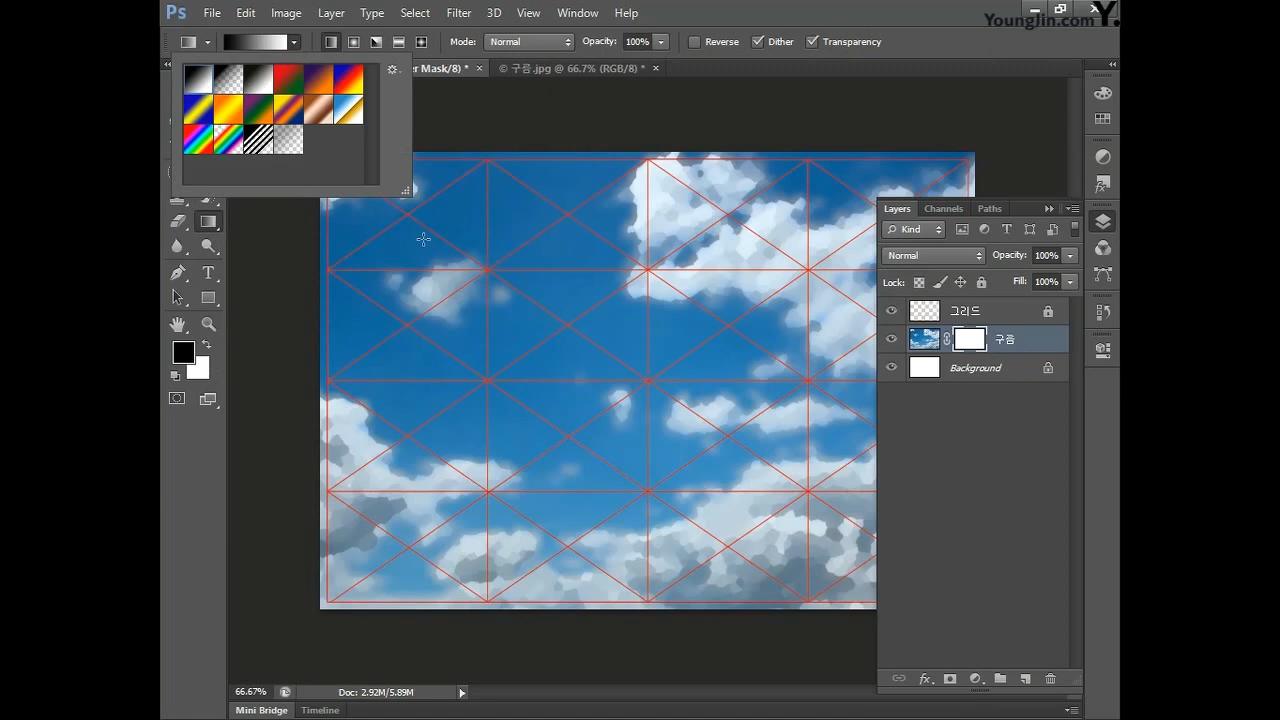 Ps File Edit Image Layer Type Select Filter 3D View Window Help
YoungJin.com Y.
Mode: Normal Opacity: 100% Reverse Dither Transparency
er Mask/8) * × © 구름.jpg @ 66.7% (RGB/8) * ×
Layers Channels Paths
Kind
Normal Opacity: 100%
Lock: Fill: 100%
그리드
구름
Background
66.67% Doc: 2.92M/5.89M
Mini Bridge Timeline